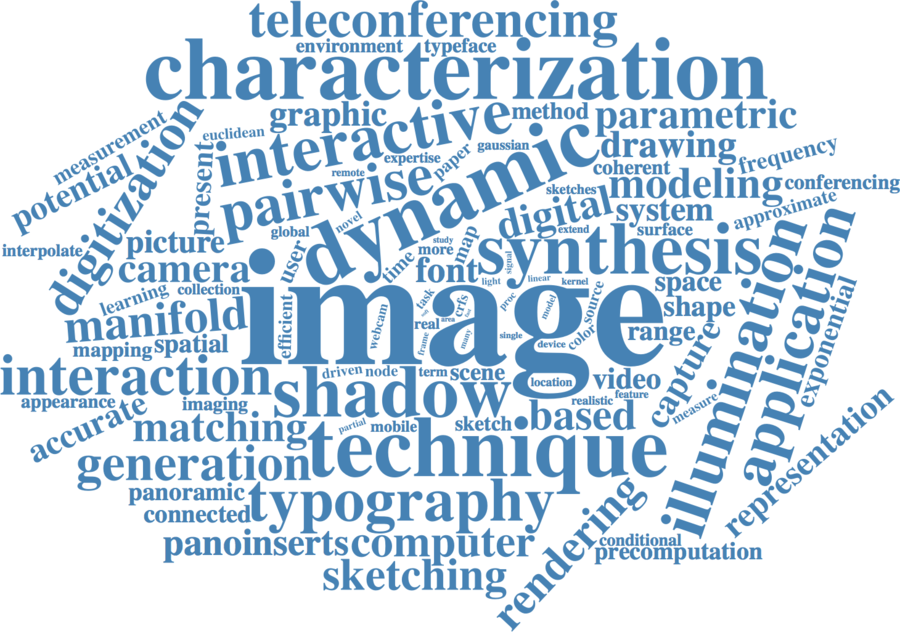 teleconferencing
environment typeface
characterization
graphic
interactive
method
parametric
measurement
euclidean
digitization
potential
present
remote
expertise
paper
gaussian
dynamic
drawing
coherent
frequency
pairwise
sketches
modeling
conferencing
digital
system
approximate
extend
surface
interpolate
picture
global
novel
user
study
more
map
time
font
signal
synthesis
camera
learning
collection
light
linear
kernel
space
source
manifold
efficient
webcam
task
crfs
real
area
proc
model
shape
color
range
mapping
spatial
frame
many
single
device
image
illumination
application
exponential
capture
measure
interaction
driven
node
term
scene
location
video
realistic
feature
appearance
imaging
shadow
accurate
matching
partial
mobile
sketch
based
generation
technique
representation
panoramic
connected
typography
rendering
panoinserts
computer
conditional
precomputation
sketching